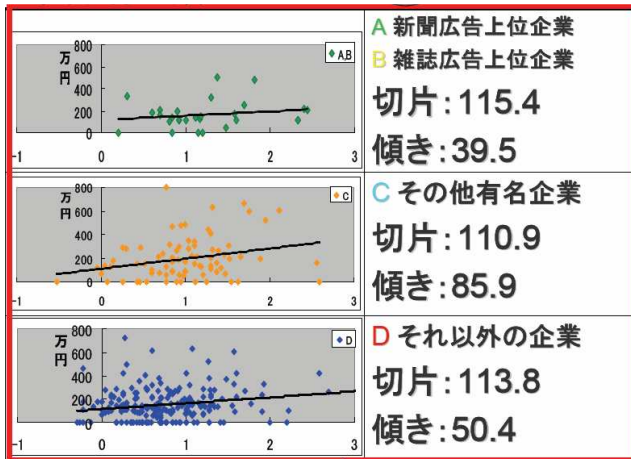 800
600
400
200
0
万円
-1
0
1
2
3
A,B
A 新聞広告上位企業
B 雑誌広告上位企業
切片:115.4
傾き:39.5
800
600
400
200
0
万円
-1
0
1
2
3
C
C その他有名企業
切片:110.9
傾き:85.9
800
600
400
200
0
万円
-1
0
1
2
3
D
D それ以外の企業
切片:113.8
傾き:50.4